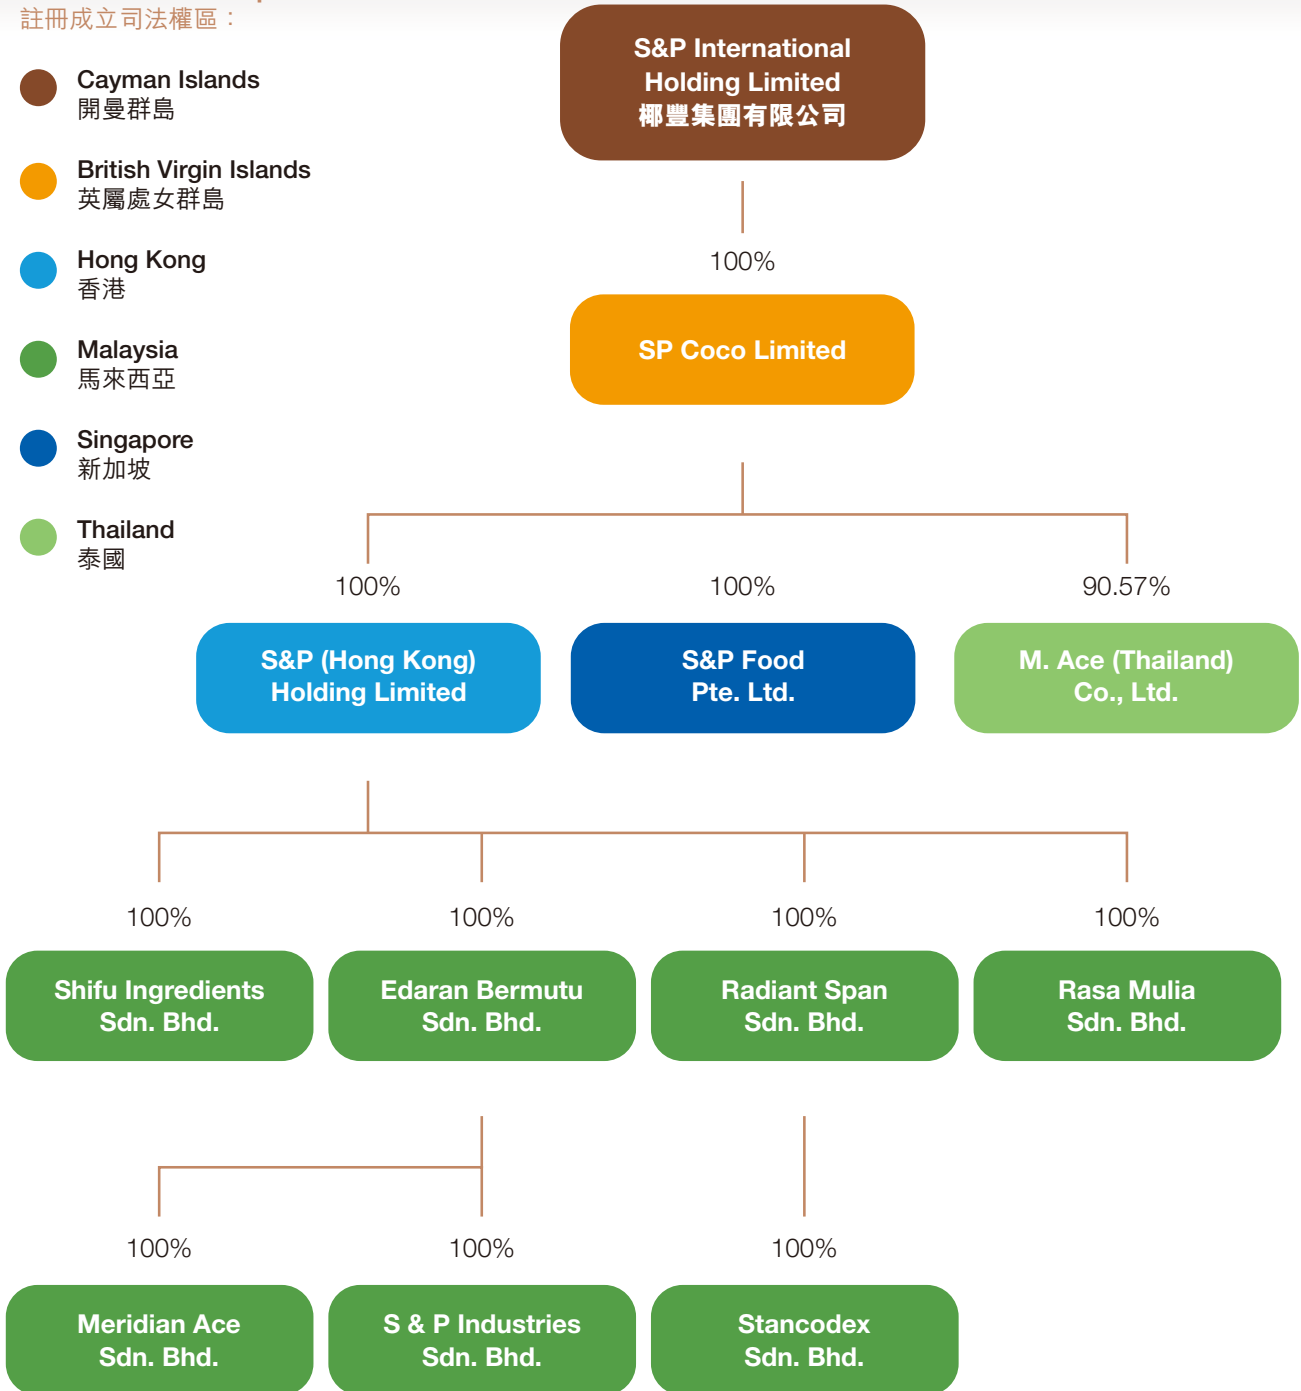 註冊成立司法權區：
Cayman Islands
開曼群島
British Virgin Islands
英屬處女群島
Hong Kong
香港
Malaysia
馬來西亞
Singapore
新加坡
Thailand
泰國
S&P International
Holding Limited
椰豐集團有限公司
100%
SP Coco Limited
100%
100%
90.57%
S&P (Hong Kong)
Holding Limited
S&P Food
Pte. Ltd.
M. Ace (Thailand)
Co., Ltd.
100%
100%
100%
100%
Shifu Ingredients
Sdn. Bhd.
Edaran Bermutu
Sdn. Bhd.
Radiant Span
Sdn. Bhd.
Rasa Mulia
Sdn. Bhd.
100%
100%
100%
Meridian Ace
Sdn. Bhd.
S & P Industries
Sdn. Bhd.
Stancodex
Sdn. Bhd.